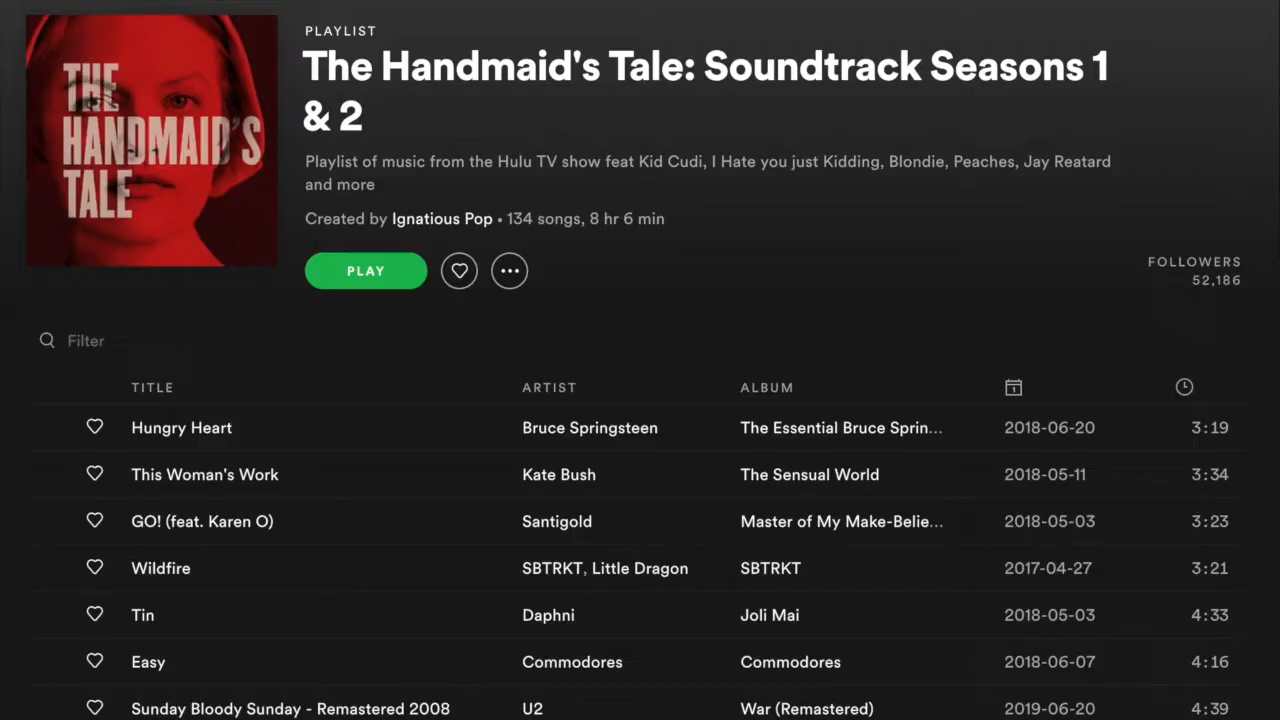 THE
HANDMAID'S
TALE
PLAYLIST
The Handmaid's Tale: Soundtrack Seasons 1
& 2
Playlist of music from the Hulu TV show feat Kid Cudi, I Hate you just Kidding, Blondie, Peaches, Jay Reatard
and more
Created by Ignatious Pop • 134 songs, 8 hr 6 min
PLAY
FOLLOWERS
52,186
Filter
TITLE ARTIST ALBUM
Hungry Heart Bruce Springsteen The Essential Bruce Sprin... 2018-06-20 3:19
This Woman's Work Kate Bush The Sensual World 2018-05-11 3:34
GO! (feat. Karen O) Santigold Master of My Make-Belie... 2018-05-03 3:23
Wildfire SBTRKT, Little Dragon SBTRKT 2017-04-27 3:21
Tin Daphni Joli Mai 2018-05-03 4:33
Easy Commodores Commodores 2018-06-07 4:16
Sunday Bloody Sunday - Remastered 2008 U2 War (Remastered) 2019-06-20 4:39